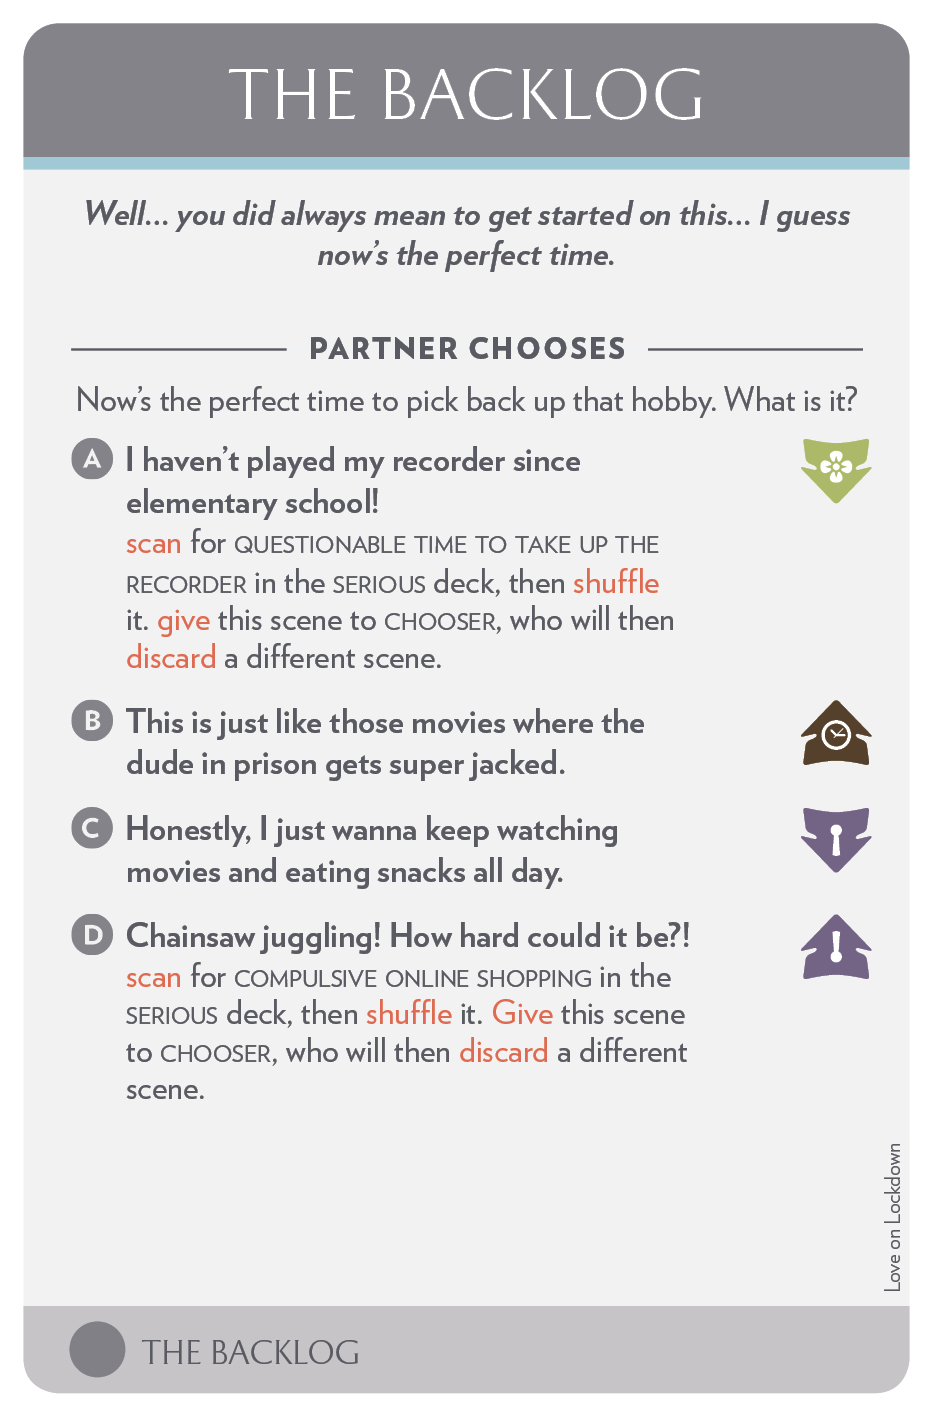 THE BACKLOG
Well... you did always mean to get started on this... I guess
now's the perfect time.
PARTNER CHOOSES
Now's the perfect time to pick back up that hobby. What is it?
A I haven't played my recorder since
elementary school!
scan for QUESTIONABLE TIME TO TAKE UP THE
RECORDER in the SERIOUS deck, then shuffle
it. give this scene to CHOOSER, who will then
discard a different scene.
B This is just like those movies where the
dude in prison gets super jacked.
C Honestly, I just wanna keep watching
movies and eating snacks all day.
D Chainsaw juggling! How hard could it be?!
scan for COMPULSIVE ONLINE SHOPPING in the
SERIOUS deck, then shuffle it. Give this scene
to CHOOSER, who will then discard a different
scene.
Love on Lockdown
THE BACKLOG